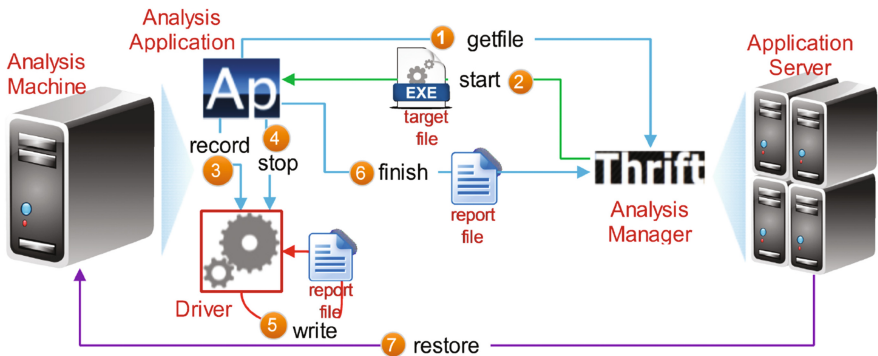 Analysis
Machine
Analysis
Application
Ap
1 getfile
EXE
target
file
start 2
Application
Server
record
3
4
stop
6 finish
report
file
Thrift
Analysis
Manager
Driver
report
file
5 write
7 restore